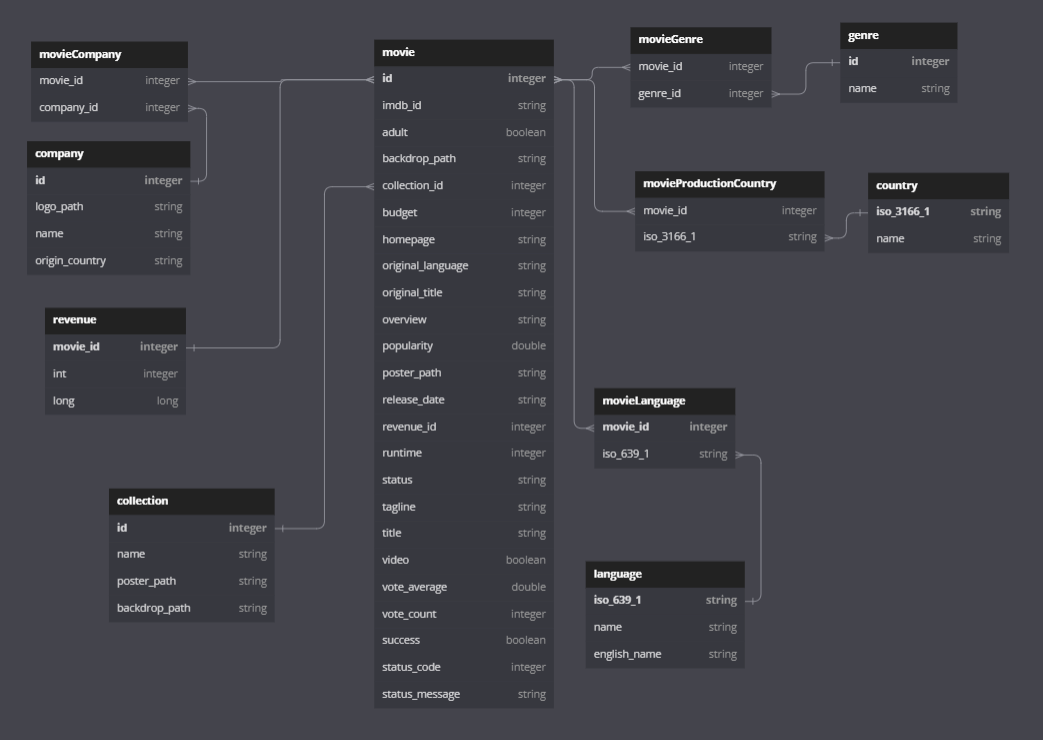 movieCompany
movie_id integer
company_id integer
company
id integer
logo_path string
name string
origin_country string
revenue
movie_id integer
int integer
long long
collection
id integer
name string
poster_path string
backdrop_path string
movie
id integer
imdb_id string
adult boolean
backdrop_path string
collection_id integer
budget integer
homepage string
original_language string
original_title string
overview string
popularity double
poster_path string
release_date string
revenue_id integer
runtime integer
status string
tagline string
title string
video boolean
vote_average double
vote_count integer
success boolean
status_code integer
status_message string
movieGenre
movie_id integer
genre_id integer
genre
id integer
name string
movieProductionCountry
movie_id integer
iso_3166_1 string
country
iso_3166_1 string
name string
movieLanguage
movie_id integer
iso_639_1 string
language
iso_639_1 string
name string
english_name string